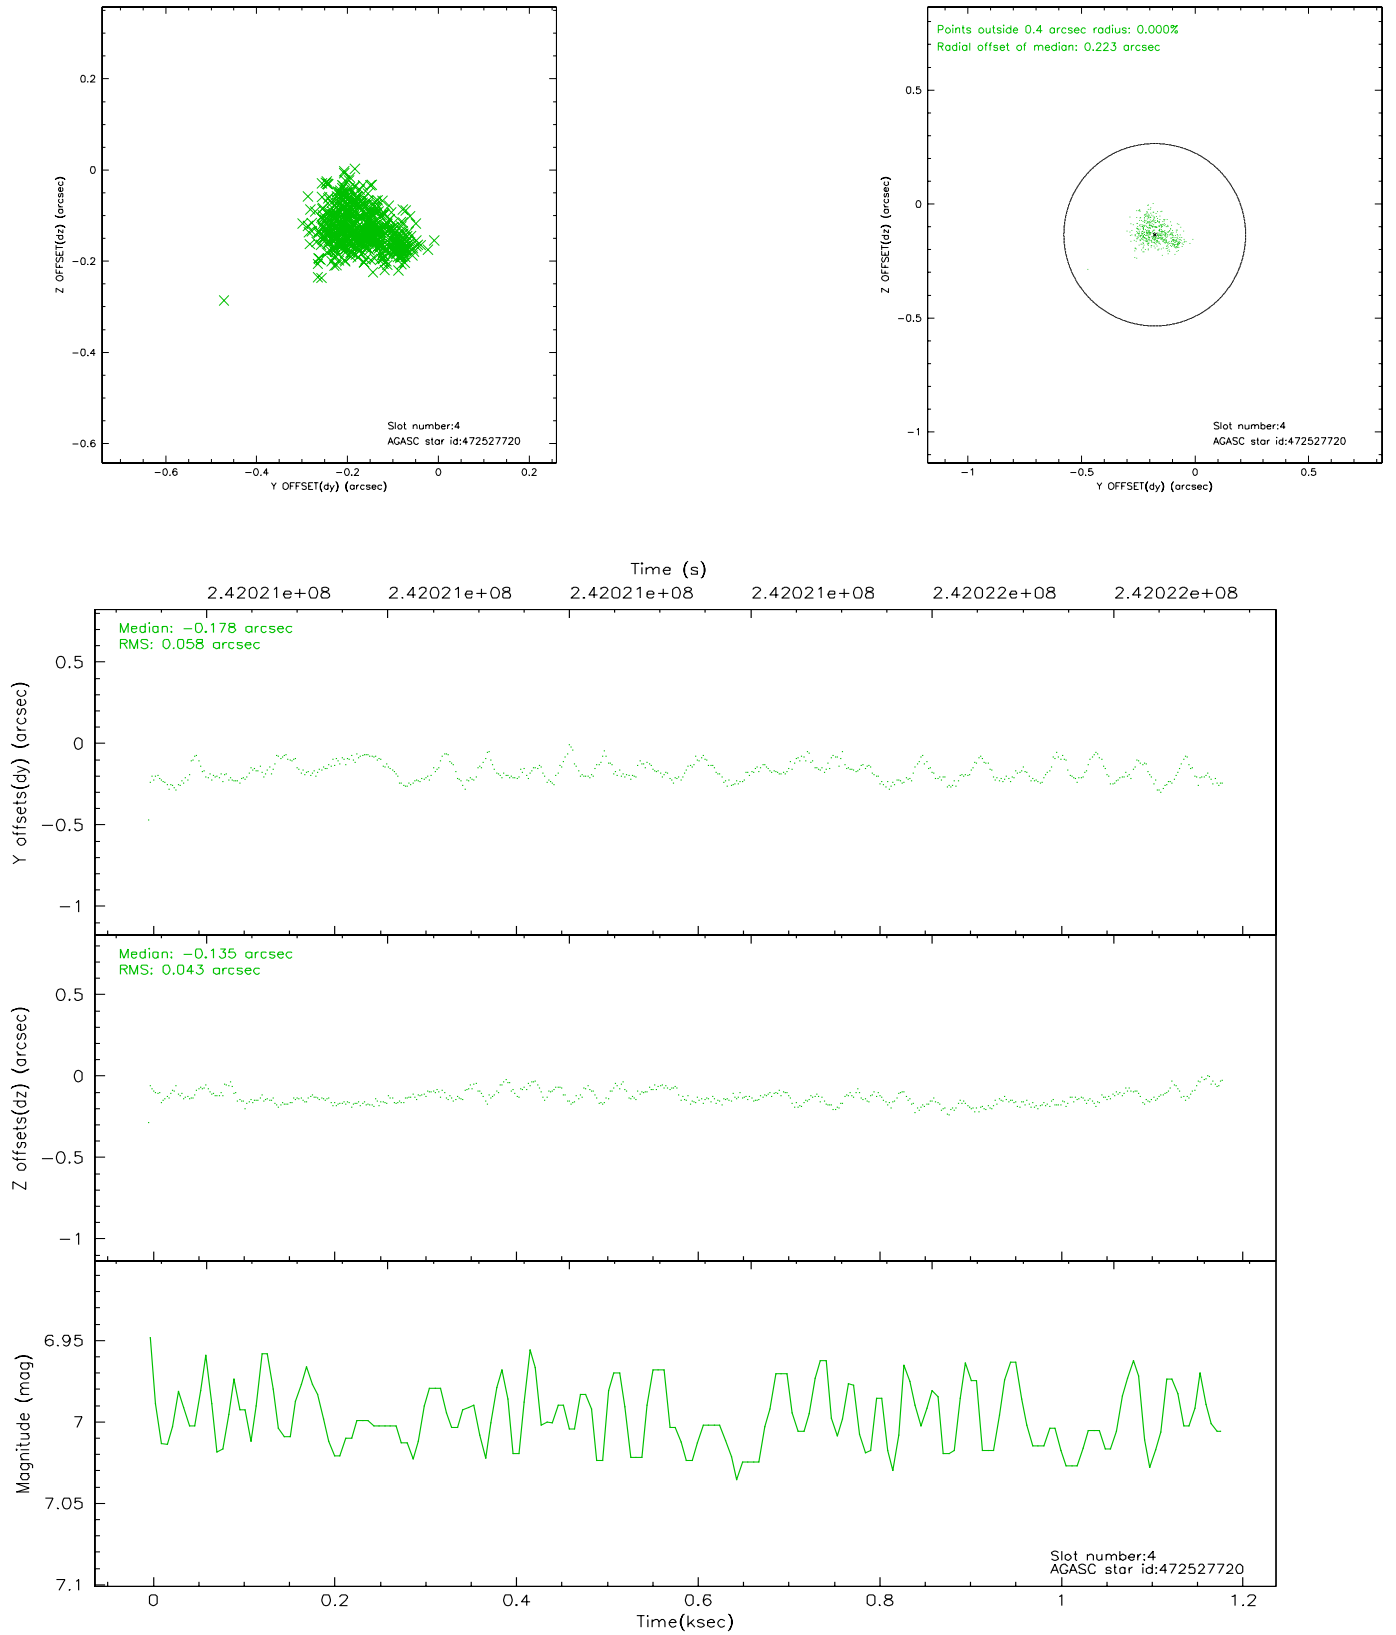 0.2
0
−0.2
−0.4
−0.6
Z OFFSET(dz) (arcsec)
Slot number:4
AGASC star id:472527720
−0.6 −0.4 −0.2 0 0.2
Y OFFSET(dy) (arcsec)
Points outside 0.4 arcsec radius: 0.000%
Radial offset of median: 0.223 arcsec
0.5
0
−0.5
−1
Z OFFSET(dz) (arcsec)
Slot number:4
AGASC star id:472527720
−1 −0.5 0 0.5
Y OFFSET(dy) (arcsec)
Time (s)
2.42021e+08 2.42021e+08 2.42021e+08 2.42021e+08 2.42022e+08 2.42022e+08
Median: −0.178 arcsec
RMS: 0.058 arcsec
0.5
0
−0.5
−1
Y offsets(dy) (arcsec)
Median: −0.135 arcsec
RMS: 0.043 arcsec
0.5
0
−0.5
−1
Z offsets(dz) (arcsec)
6.95
7
7.05
7.1
Magnitude (mag)
Slot number:4
AGASC star id:472527720
0 0.2 0.4 0.6 0.8 1 1.2
Time(ksec)